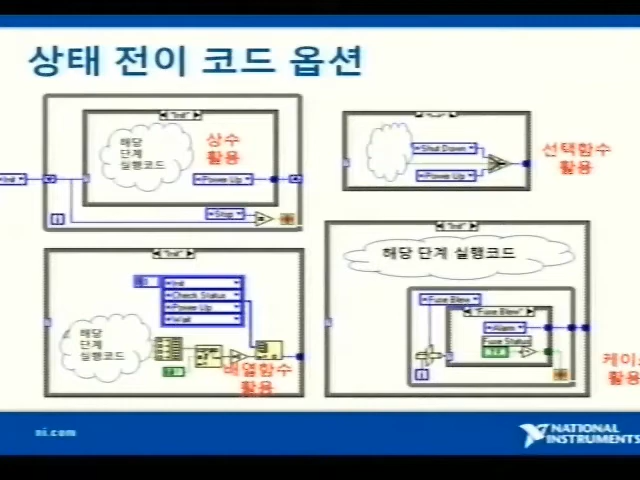 상태 전이 코드 옵션
"Init"
해당
단계
실행코드
상수
활용
Init
Power Up
Stop
i
Shut Down
Power Up
선택함수
활용
"Init"
Init
Check Status
Power Up
Wait
해당
단계
실행코드
배열함수
활용
"Init"
해당 단계 실행코드
Fuse Blew
"Fuse Blew"
Alarm
Fuse Status
i
활용
ni.com
NATIONAL
INSTRUMENTS